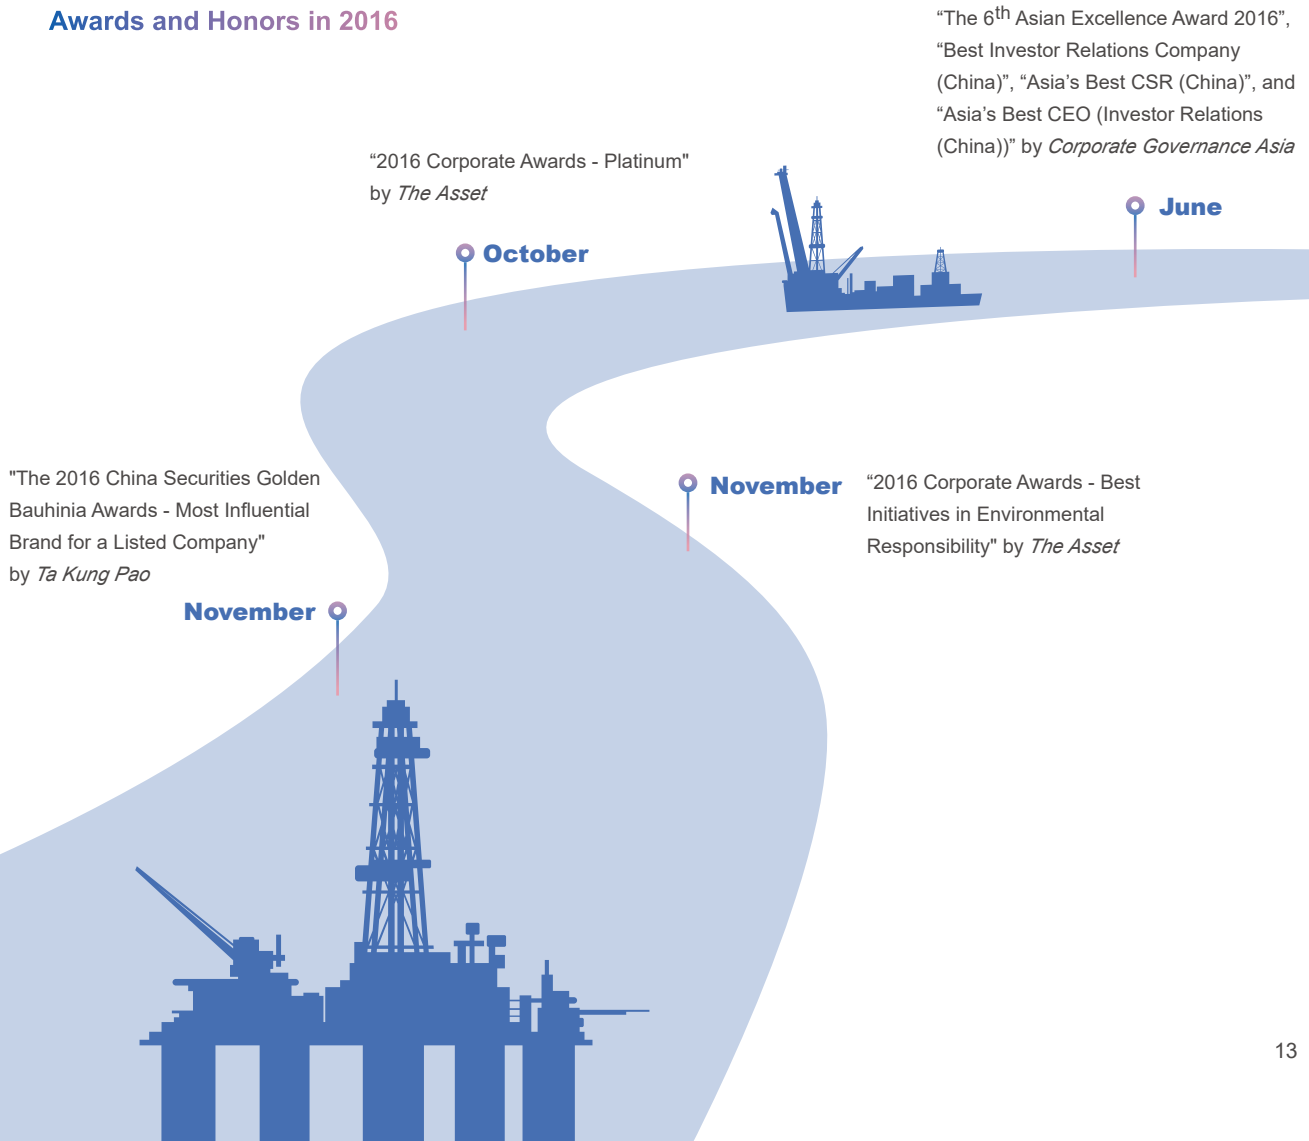 Awards and Honors in 2016
“The 6th Asian Excellence Award 2016”,
“Best Investor Relations Company
(China)”, “Asia’s Best CSR (China)”, and
“Asia’s Best CEO (Investor Relations
(China))” by Corporate Governance Asia
June
“2016 Corporate Awards - Platinum"
by The Asset
October
"The 2016 China Securities Golden
Bauhinia Awards - Most Influential
Brand for a Listed Company"
by Ta Kung Pao
November
November
“2016 Corporate Awards - Best
Initiatives in Environmental
Responsibility" by The Asset
13